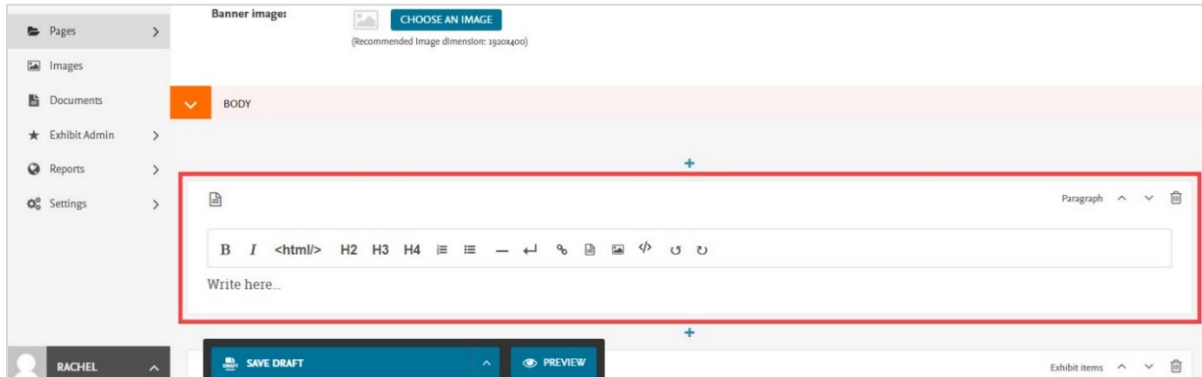 Banner image:
CHOOSE AN IMAGE
(Recommended Image dimension: 1920x400)
Pages
Images
Documents
BODY
Exhibit Admin
Reports
Settings
Paragraph
B I <html/> H2 H3 H4
Write here...
RACHEL
SAVE DRAFT
PREVIEW
Exhibit items